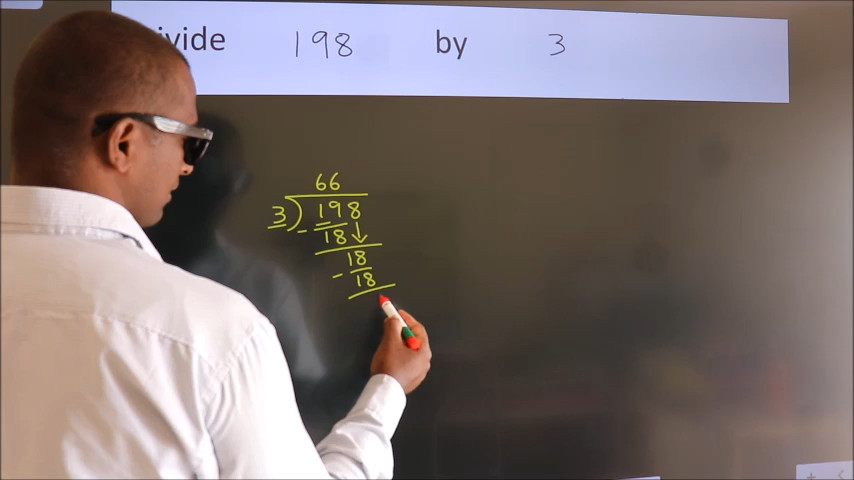 ivide 198 by 3
66
3) 198
- 18 ↓
18
- 18